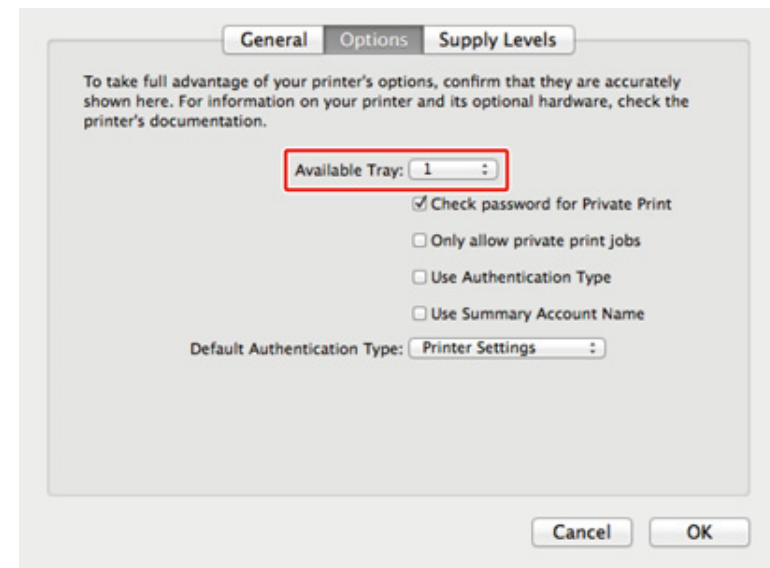 General Options Supply Levels
To take full advantage of your printer's options, confirm that they are accurately
shown here. For information on your printer and its optional hardware, check the
printer's documentation.
Available Tray: 1
Check password for Private Print
Only allow private print jobs
Use Authentication Type
Use Summary Account Name
Default Authentication Type: Printer Settings
Cancel OK